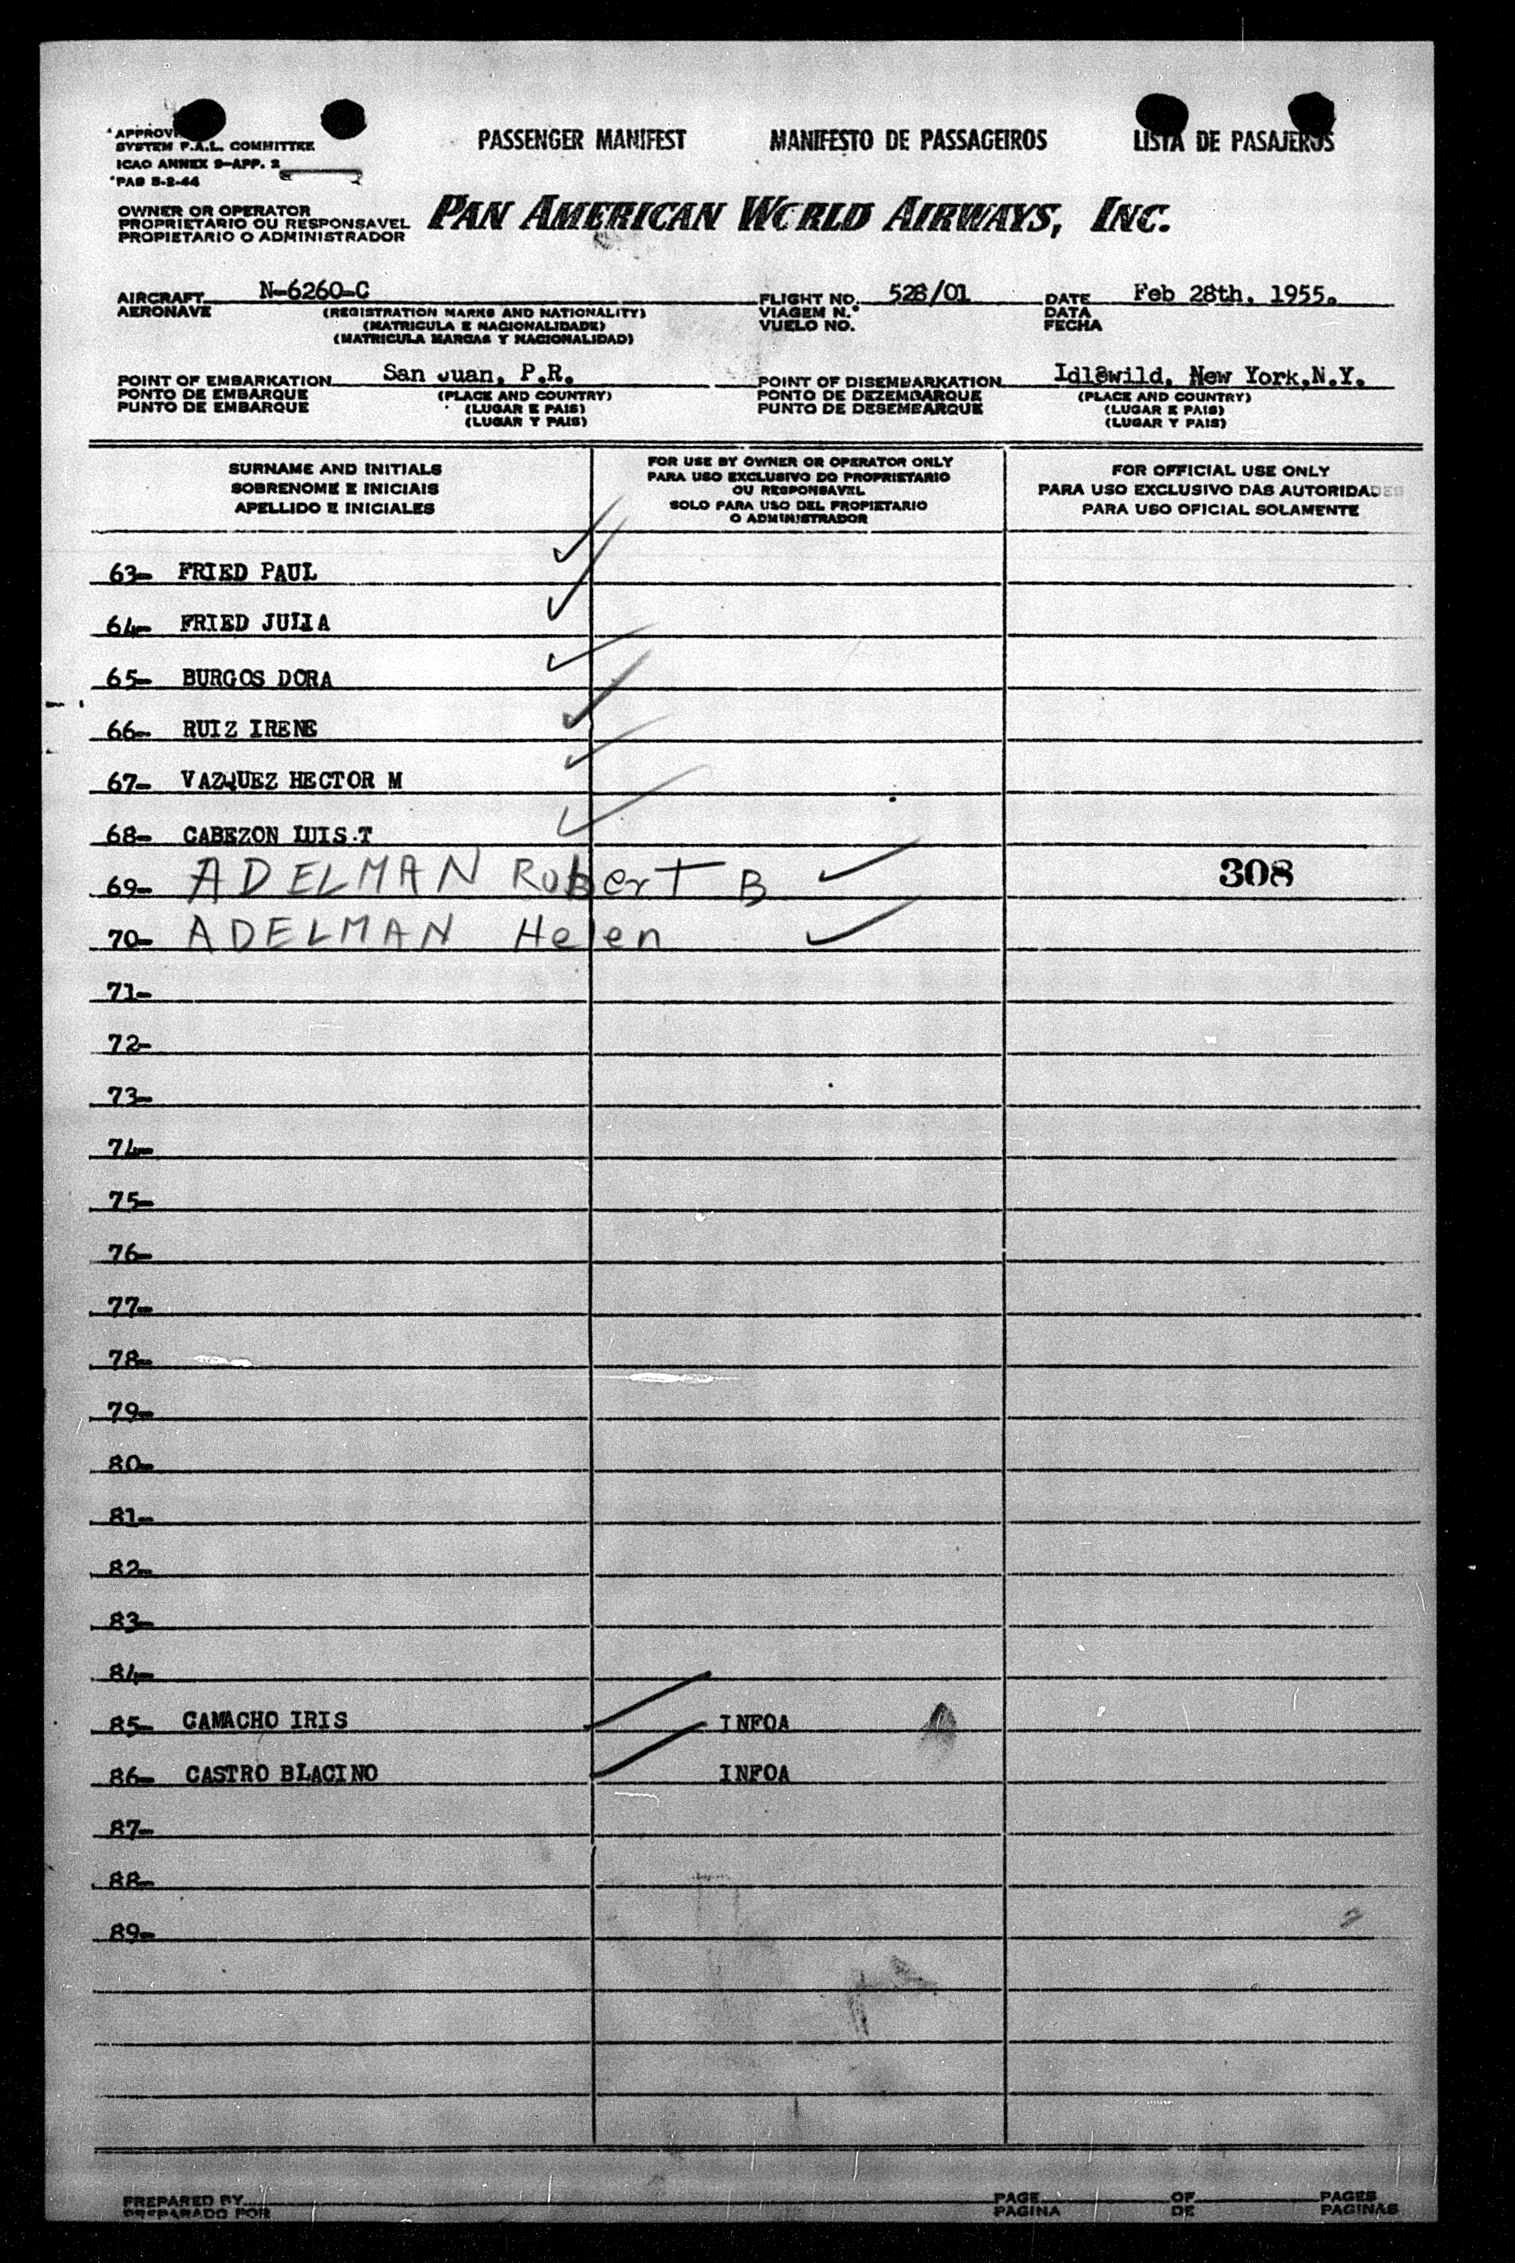 PASSENGER MANIFEST MANIFESTO DE PASSAGEIROS LISTA DE PASAJEROS
SYSTEM P.A.L. COMMITTEE
ICAO ANNEX 9-APP. 2
*PAG 5-2-44
OWNER OR OPERATOR
PROPRIETARIO OU RESPONSAVEL
PROPIETARIO O ADMINISTRADOR
PAN AMERICAN WORLD AIRWAYS, INC.
AIRCRAFT N-6260-C FLIGHT NO. 528/01 DATE Feb 28th, 1955.
AERONAVE (REGISTRATION MARKS AND NATIONALITY) VIAGEM N.º DATA
(MATRICULA E NACIONALIDADE) VUELO NO. FECHA
(MATRICULA MARCAS Y NACIONALIDAD)
POINT OF EMBARKATION San Juan, P.R. POINT OF DISEMBARKATION Idlewild, New York,N.Y.
PONTO DE EMBARQUE (PLACE AND COUNTRY) PONTO DE DEZEMBARQUE (PLACE AND COUNTRY)
PUNTO DE EMBARQUE (LUGAR E PAIS) PUNTO DE DESEMBARQUE (LUGAR E PAIS)
(LUGAR Y PAIS) (LUGAR Y PAIS)
SURNAME AND INITIALS
SOBRENOME E INICIAIS
APELLIDO E INICIALES
FOR USE BY OWNER OR OPERATOR ONLY
PARA USO EXCLUSIVO DO PROPRIETARIO
OU RESPONSAVEL
SOLO PARA USO DEL PROPIETARIO
O ADMINISTRADOR
FOR OFFICIAL USE ONLY
PARA USO EXCLUSIVO DAS AUTORIDADES
PARA USO OFICIAL SOLAMENTE
63- FRIED PAUL
64- FRIED JULIA
65- BURGOS DORA
66- RUIZ IRENE
67- VAZQUEZ HECTOR M
68- CABEZON LUIS.T
69- ADELMAN Robert B 308
70- ADELMAN Helen
71-
72-
73-
74-
75-
76-
77-
78-
79-
80-
81-
82-
83-
84-
85- CAMACHO IRIS INFOA
86- CASTRO BLACINO INFOA
87-
88-
89-
PREPARED BY PAGE OF PAGES
PREPARADO POR PAGINA DE PAGINAS